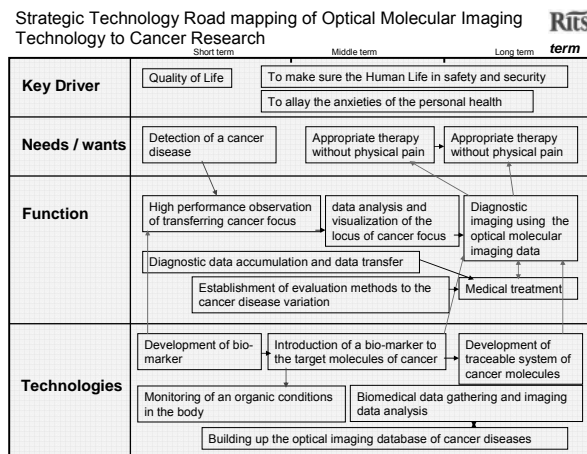 Strategic Technology Road mapping of Optical Molecular Imaging
Technology to Cancer Research
Rits
Short term
Middle term
Long term
term
Key Driver
Quality of Life
To make sure the Human Life in safety and security
To allay the anxieties of the personal health
Needs / wants
Detection of a cancer
disease
Appropriate therapy
without physical pain
Appropriate therapy
without physical pain
Function
High performance observation
of transferring cancer focus
data analysis and
visualization of the
locus of cancer focus
Diagnostic
imaging using the
optical molecular
imaging data
Diagnostic data accumulation and data transfer
Establishment of evaluation methods to the
cancer disease variation
Medical treatment
Technologies
Development of bio-
marker
Introduction of a bio-marker to
the target molecules of cancer
Development of
traceable system of
cancer molecules
Monitoring of an organic conditions
in the body
Biomedical data gathering and imaging
data analysis
Building up the optical imaging database of cancer diseases